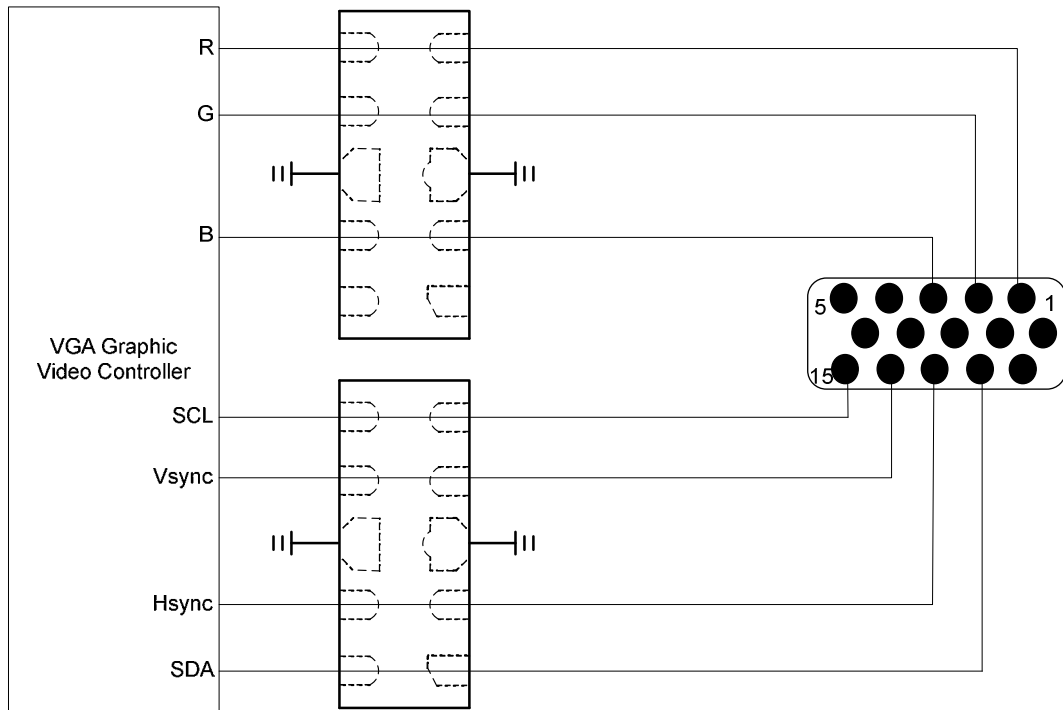 R
G
B
5
1
VGA Graphic
Video Controller
15
SCL
Vsync
Hsync
SDA